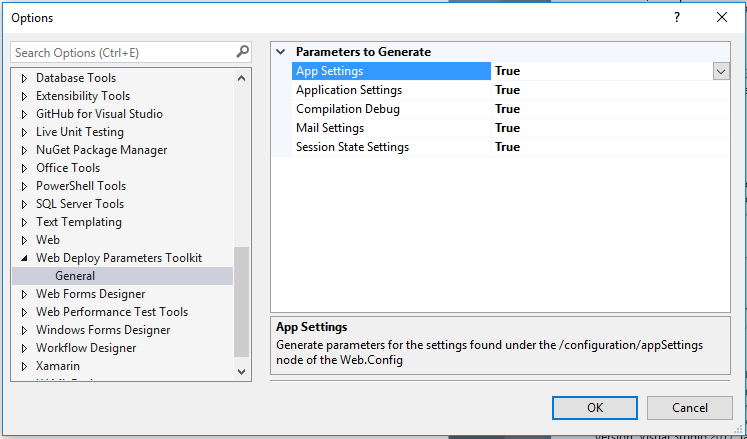 Options
Search Options (Ctrl+E)
Database Tools
Extensibility Tools
GitHub for Visual Studio
Live Unit Testing
NuGet Package Manager
Office Tools
PowerShell Tools
SQL Server Tools
Text Templating
Web
Web Deploy Parameters Toolkit
General
Web Forms Designer
Web Performance Test Tools
Windows Forms Designer
Workflow Designer
Xamarin
Parameters to Generate
App Settings True
Application Settings True
Compilation Debug True
Mail Settings True
Session State Settings True
App Settings
Generate parameters for the settings found under the /configuration/appSettings
node of the Web.Config
OK Cancel